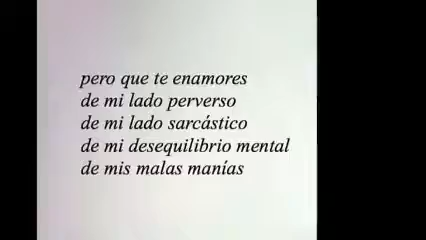 pero que te enamores
de mi lado perverso
de mi lado sarcástico
de mi desequilibrio mental
de mis malas manías